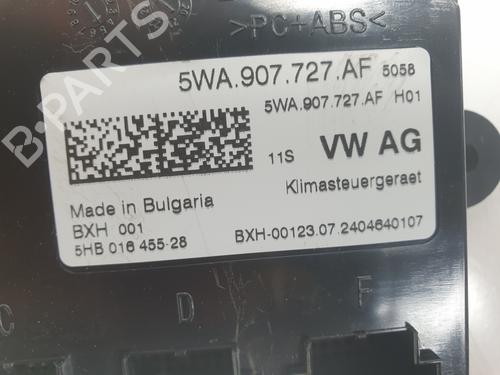 >PC+ABS<
5WA.907.727.AF 5058
5WA.907.727.AF H01
11S VW AG
Klimasteuergeraet
Made in Bulgaria
BXH 001
5HB 016 455-28
BXH-00123.07.2404640107
C D F
B-PARTS